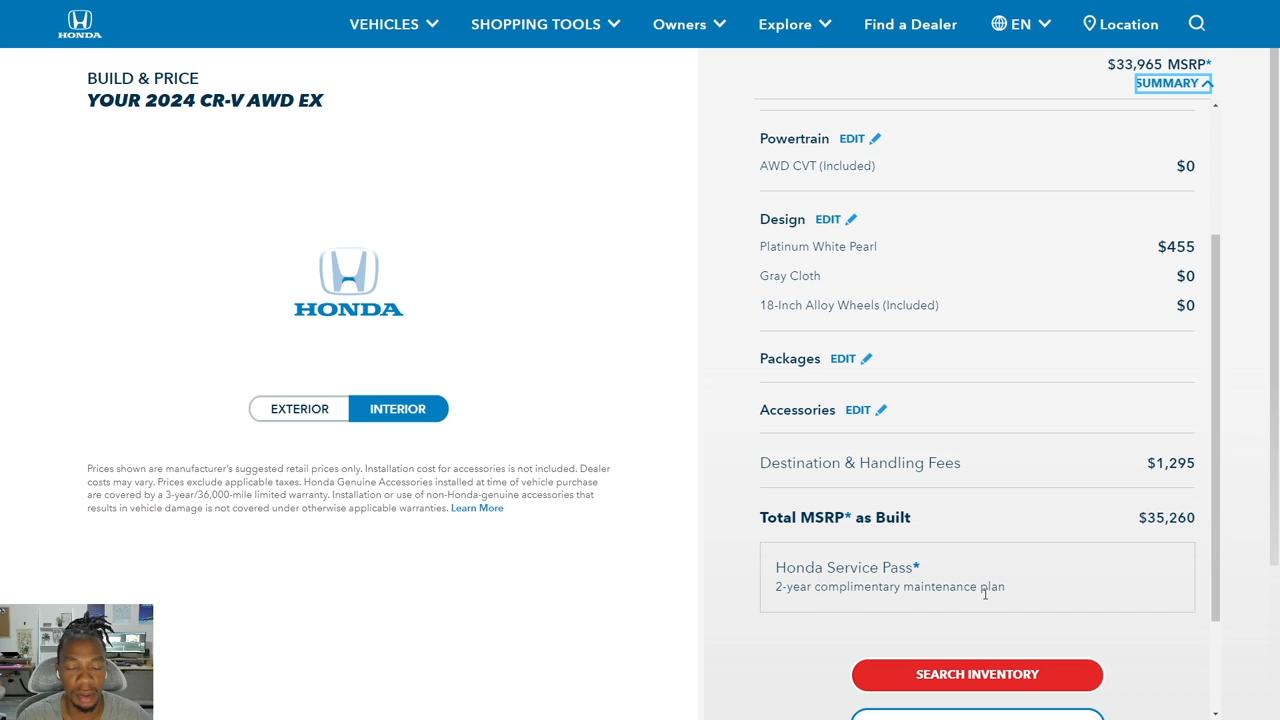 HONDA
VEHICLES
SHOPPING TOOLS
Owners
Explore
Find a Dealer
EN
Location
BUILD & PRICE
YOUR 2024 CR-V AWD EX
HONDA
EXTERIOR
INTERIOR
Prices shown are manufacturer's suggested retail prices only. Installation cost for accessories is not included. Dealer
costs may vary. Prices exclude applicable taxes. Honda Genuine Accessories installed at time of vehicle purchase
are covered by a 3-year/36,000-mile limited warranty. Installation or use of non-Honda-genuine accessories that
results in vehicle damage is not covered under otherwise applicable warranties. Learn More
$33,965 MSRP*
SUMMARY
Powertrain EDIT
AWD CVT (Included) $0
Design EDIT
Platinum White Pearl $455
Gray Cloth $0
18-Inch Alloy Wheels (Included) $0
Packages EDIT
Accessories EDIT
Destination & Handling Fees $1,295
Total MSRP* as Built $35,260
Honda Service Pass*
2-year complimentary maintenance plan
SEARCH INVENTORY